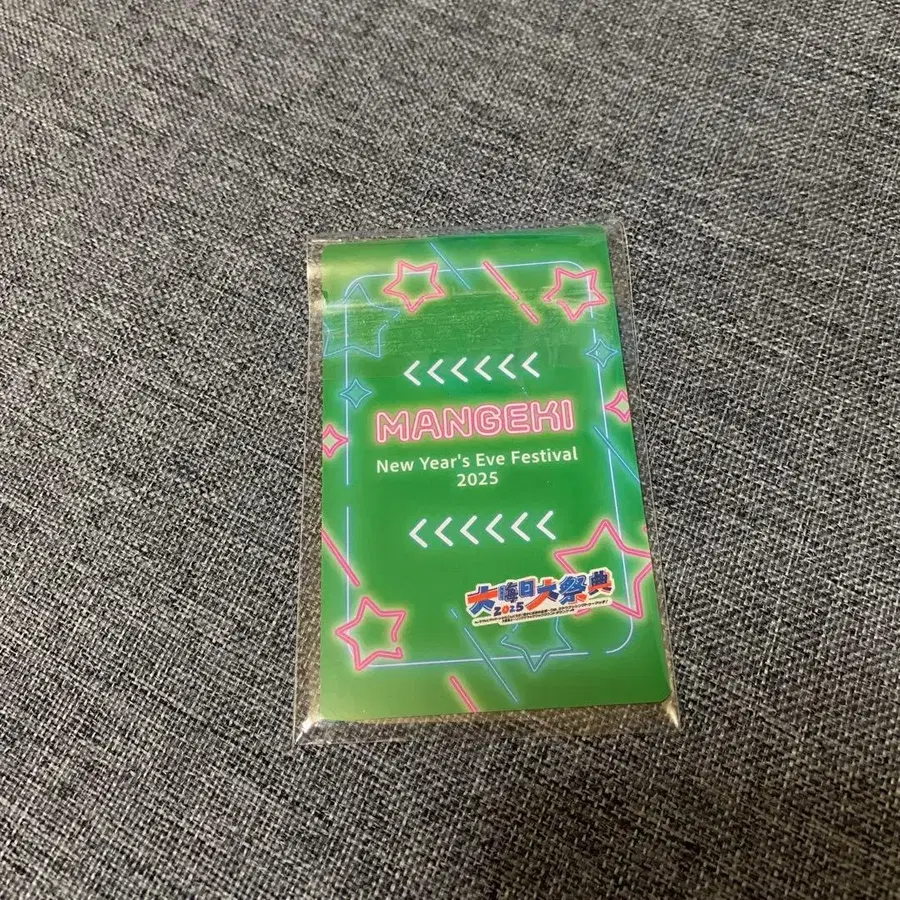 <<<<<<
MANGEKI
New Year's Eve Festival
2025
<<<<<<
大晦日大祭典
2025